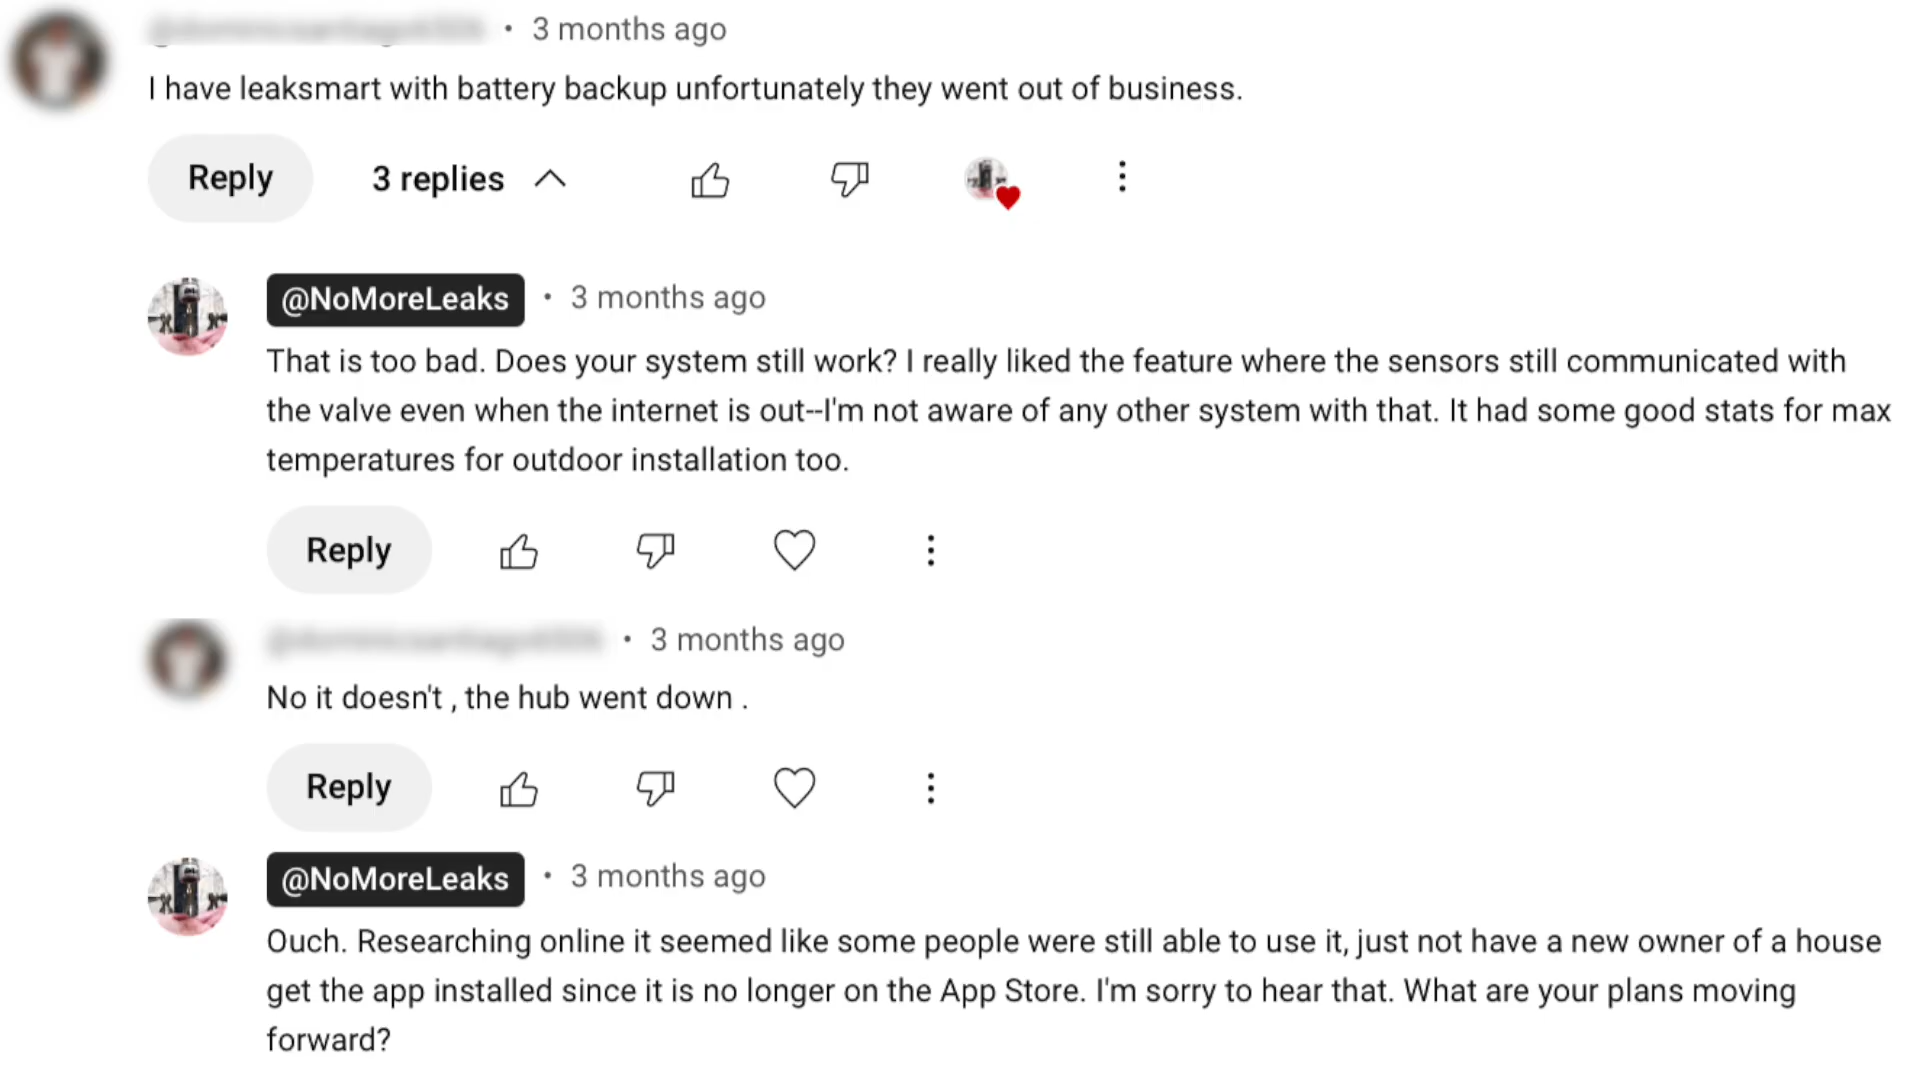 • 3 months ago
I have leaksmart with battery backup unfortunately they went out of business.
Reply 3 replies
@NoMoreLeaks • 3 months ago
That is too bad. Does your system still work? I really liked the feature where the sensors still communicated with
the valve even when the internet is out--I'm not aware of any other system with that. It had some good stats for max
temperatures for outdoor installation too.
Reply
• 3 months ago
No it doesn't , the hub went down .
Reply
@NoMoreLeaks • 3 months ago
Ouch. Researching online it seemed like some people were still able to use it, just not have a new owner of a house
get the app installed since it is no longer on the App Store. I'm sorry to hear that. What are your plans moving
forward?